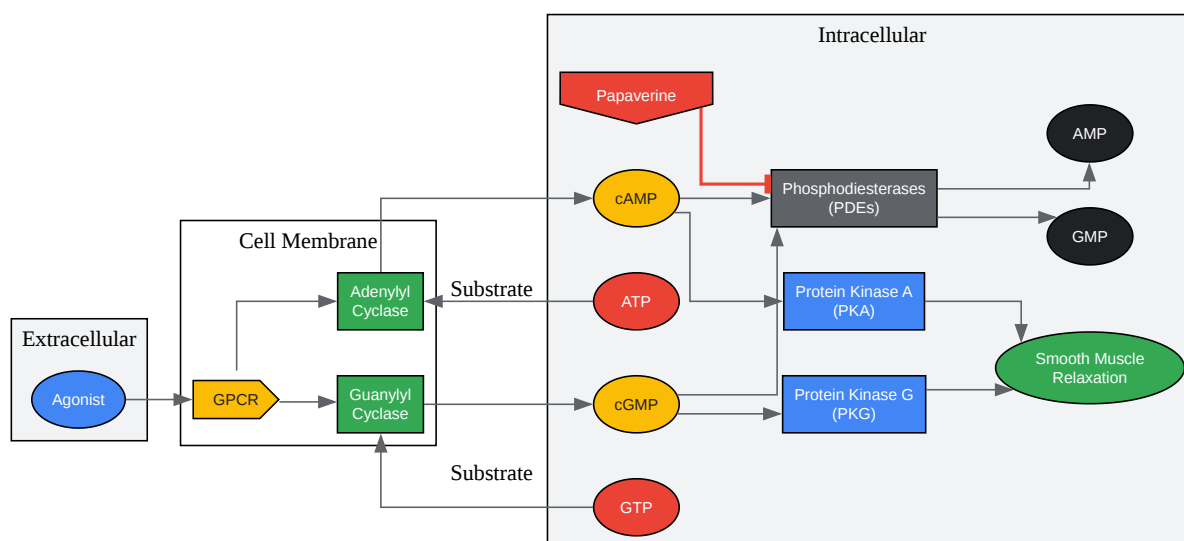 Intracellular
Papaverine
AMP
cAMP
Phosphodiesterases
(PDEs)
GMP
Cell Membrane
Adenylyl
Cyclase
Substrate
ATP
Protein Kinase A
(PKA)
Extracellular
Agonist
GPCR
Guanylyl
Cyclase
cGMP
Protein Kinase G
(PKG)
Smooth Muscle
Relaxation
Substrate
GTP